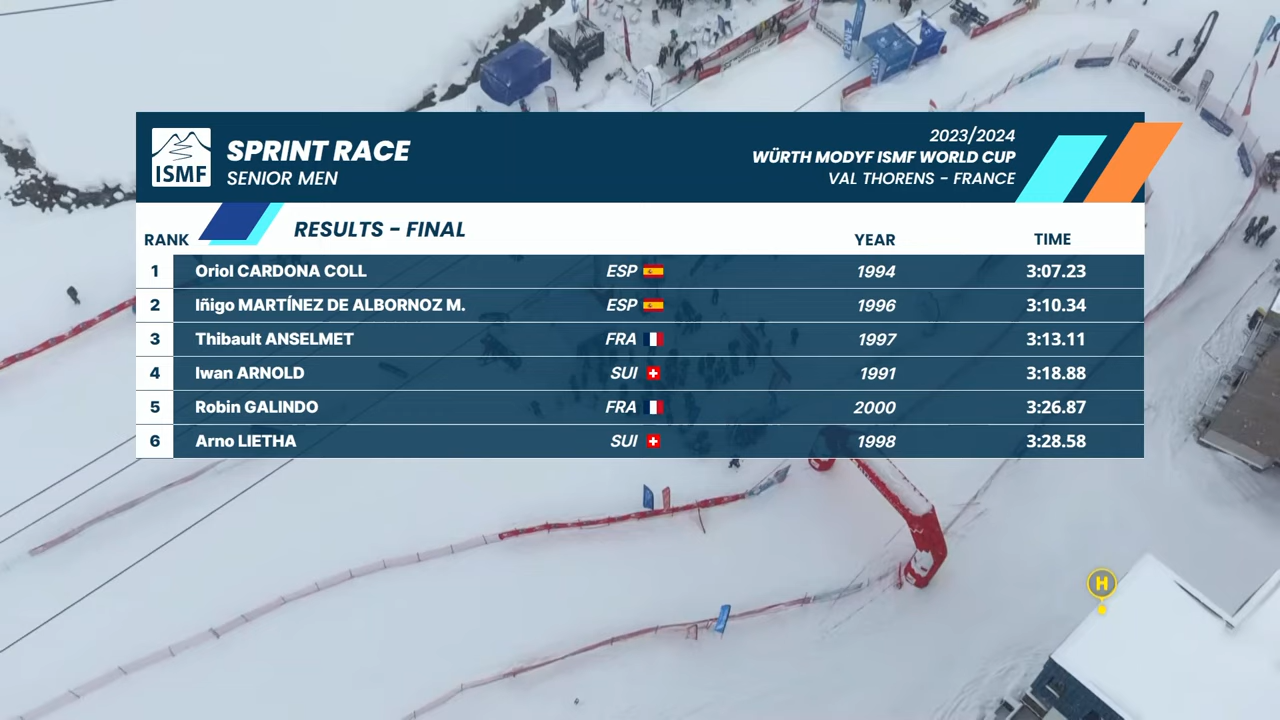 ISMF
SPRINT RACE
SENIOR MEN
2023/2024
WÜRTH MODYF ISMF WORLD CUP
VAL THORENS - FRANCE
RANK RESULTS - FINAL YEAR TIME
1 Oriol CARDONA COLL ESP 1994 3:07.23
2 Iñigo MARTÍNEZ DE ALBORNOZ M. ESP 1996 3:10.34
3 Thibault ANSELMET FRA 1997 3:13.11
4 Iwan ARNOLD SUI 1991 3:18.88
5 Robin GALINDO FRA 2000 3:26.87
6 Arno LIETHA SUI 1998 3:28.58
H